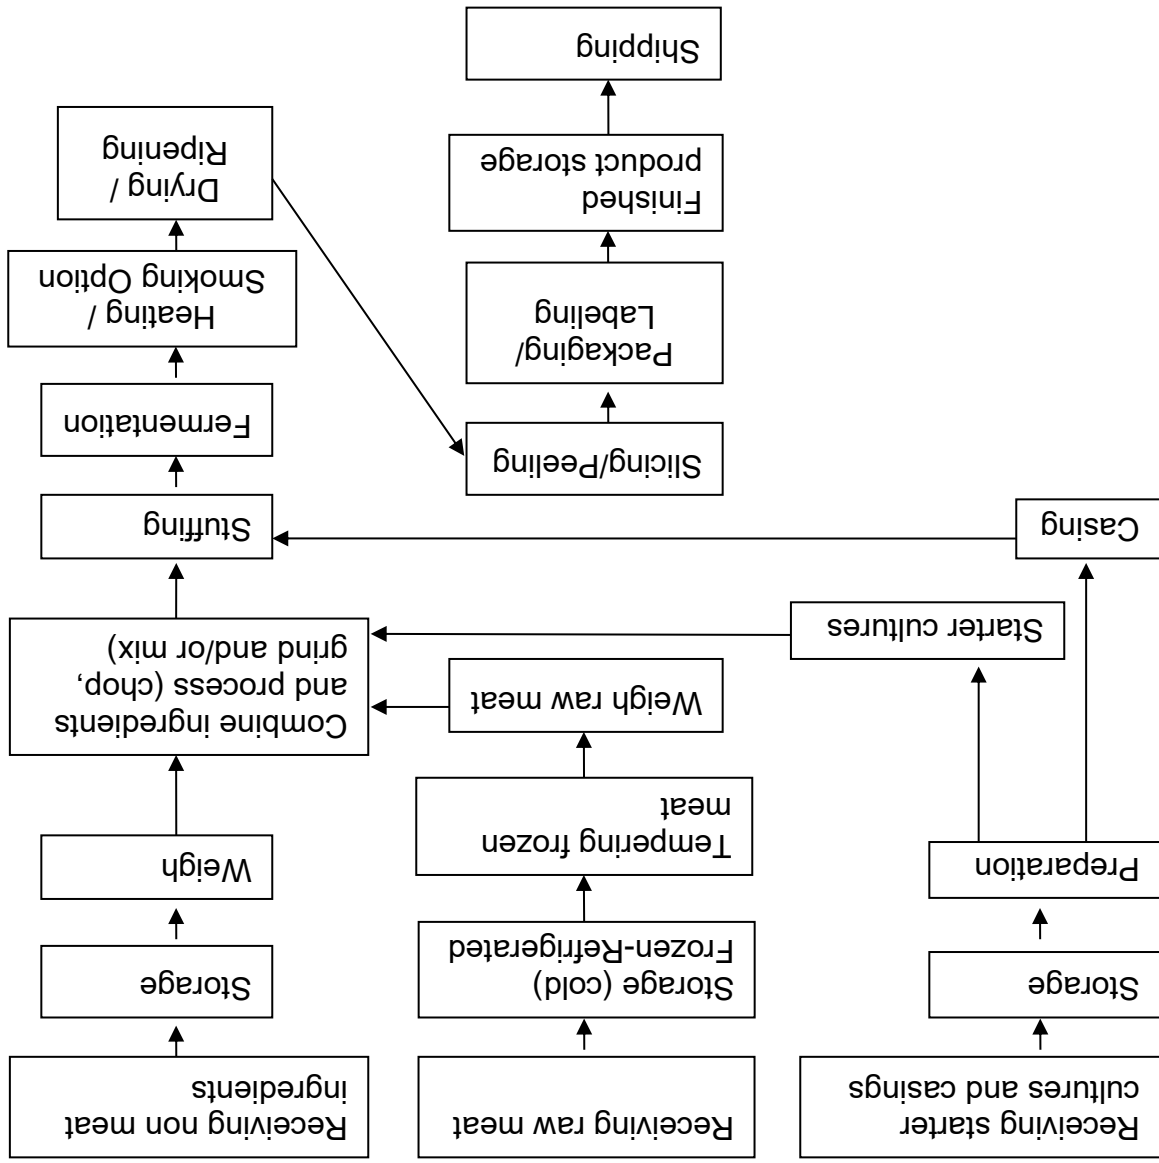 Receiving starter
cultures and casings
Receiving raw meat
Receiving non meat
ingredients
Storage
Storage (cold)
Frozen-Refrigerated
Storage
Preparation
Tempering frozen
meat
Weigh
Starter cultures
Weigh raw meat
Combine ingredients
and process (chop,
grind and/or mix)
Casing
Stuffing
Slicing/Peeling
Fermentation
Packaging/
Labeling
Heating /
Smoking Option
Finished
product storage
Drying /
Ripening
Shipping